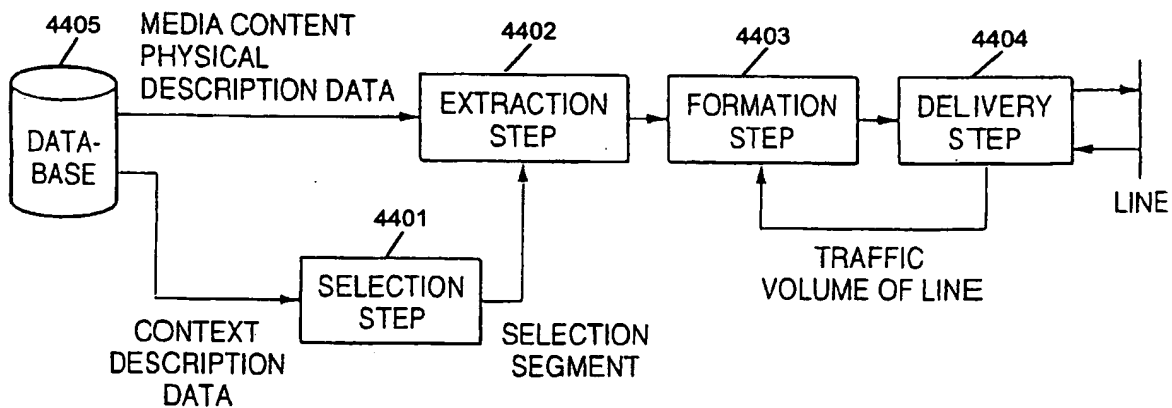 4405
MEDIA CONTENT
PHYSICAL
DESCRIPTION DATA
4402
4403
4404
DATA-
BASE
EXTRACTION
STEP
FORMATION
STEP
DELIVERY
STEP
LINE
4401
SELECTION
STEP
TRAFFIC
VOLUME OF LINE
CONTEXT
DESCRIPTION
DATA
SELECTION
SEGMENT